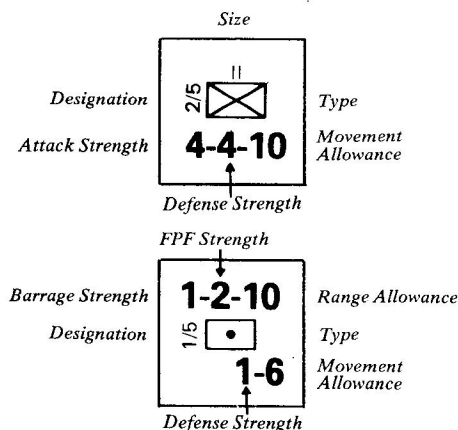 Size
Designation 2/5 Type
Attack Strength 4-4-10 Movement
Allowance
Defense Strength
FPF Strength
Barrage Strength 1-2-10 Range Allowance
Designation 1/5 Type
1-6 Movement
Allowance
Defense Strength